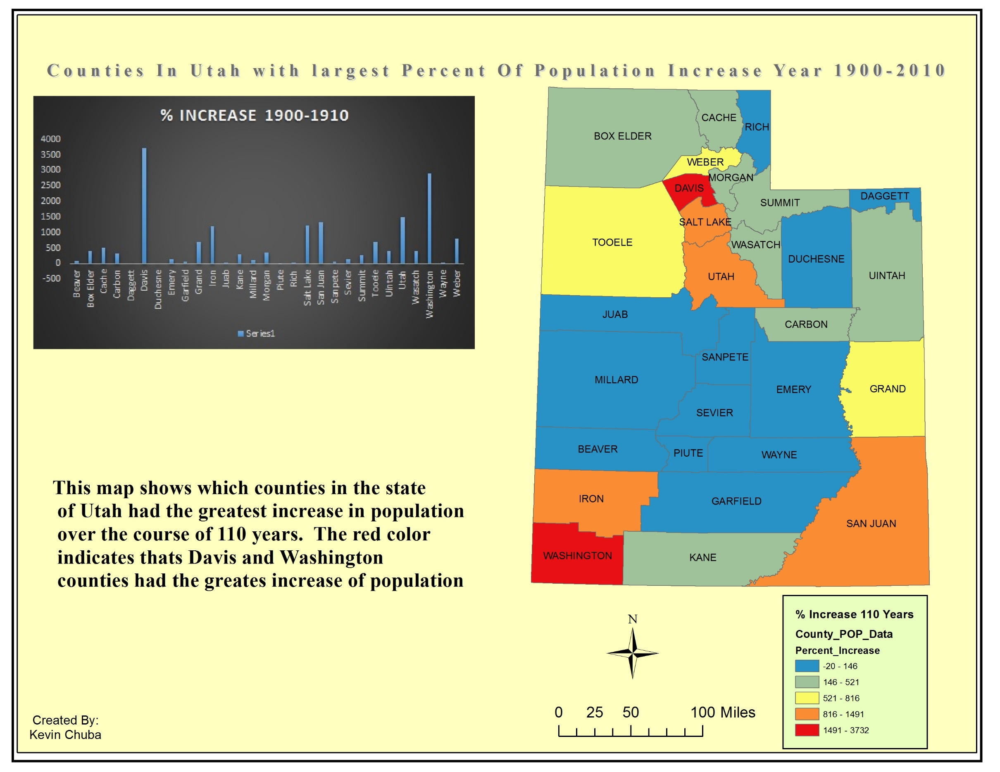 Counties In Utah with largest Percent Of Population Increase Year 1900-2010
% INCREASE 1900-1910
4000
3500
3000
2500
2000
1500
1000
500
0
-500
Beaver
Box Elder
Cache
Carbon
Daggett
Davis
Duchesne
Emery
Garfield
Grand
Iron
Juab
Kane
Millard
Morgan
Piute
Rich
Salt Lake
San Juan
Sanpete
Sevier
Summit
Tooele
Uintah
Utah
Wasatch
Washington
Wayne
Weber
Series1
CACHE
RICH
BOX ELDER
WEBER
MORGAN
DAVIS
DAGGETT
SUMMIT
SALT LAKE
TOOELE
WASATCH
DUCHESNE
UINTAH
UTAH
JUAB
CARBON
SANPETE
MILLARD
EMERY
GRAND
SEVIER
BEAVER
PIUTE
WAYNE
IRON
GARFIELD
SAN JUAN
WASHINGTON
KANE
This map shows which counties in the state
of Utah had the greatest increase in population
over the course of 110 years.  The red color
indicates thats Davis and Washington
counties had the greates increase of population
N
0 25 50 100 Miles
% Increase 110 Years
County_POP_Data
Percent_Increase
-20 - 146
146 - 521
521 - 816
816 - 1491
1491 - 3732
Created By:
Kevin Chuba